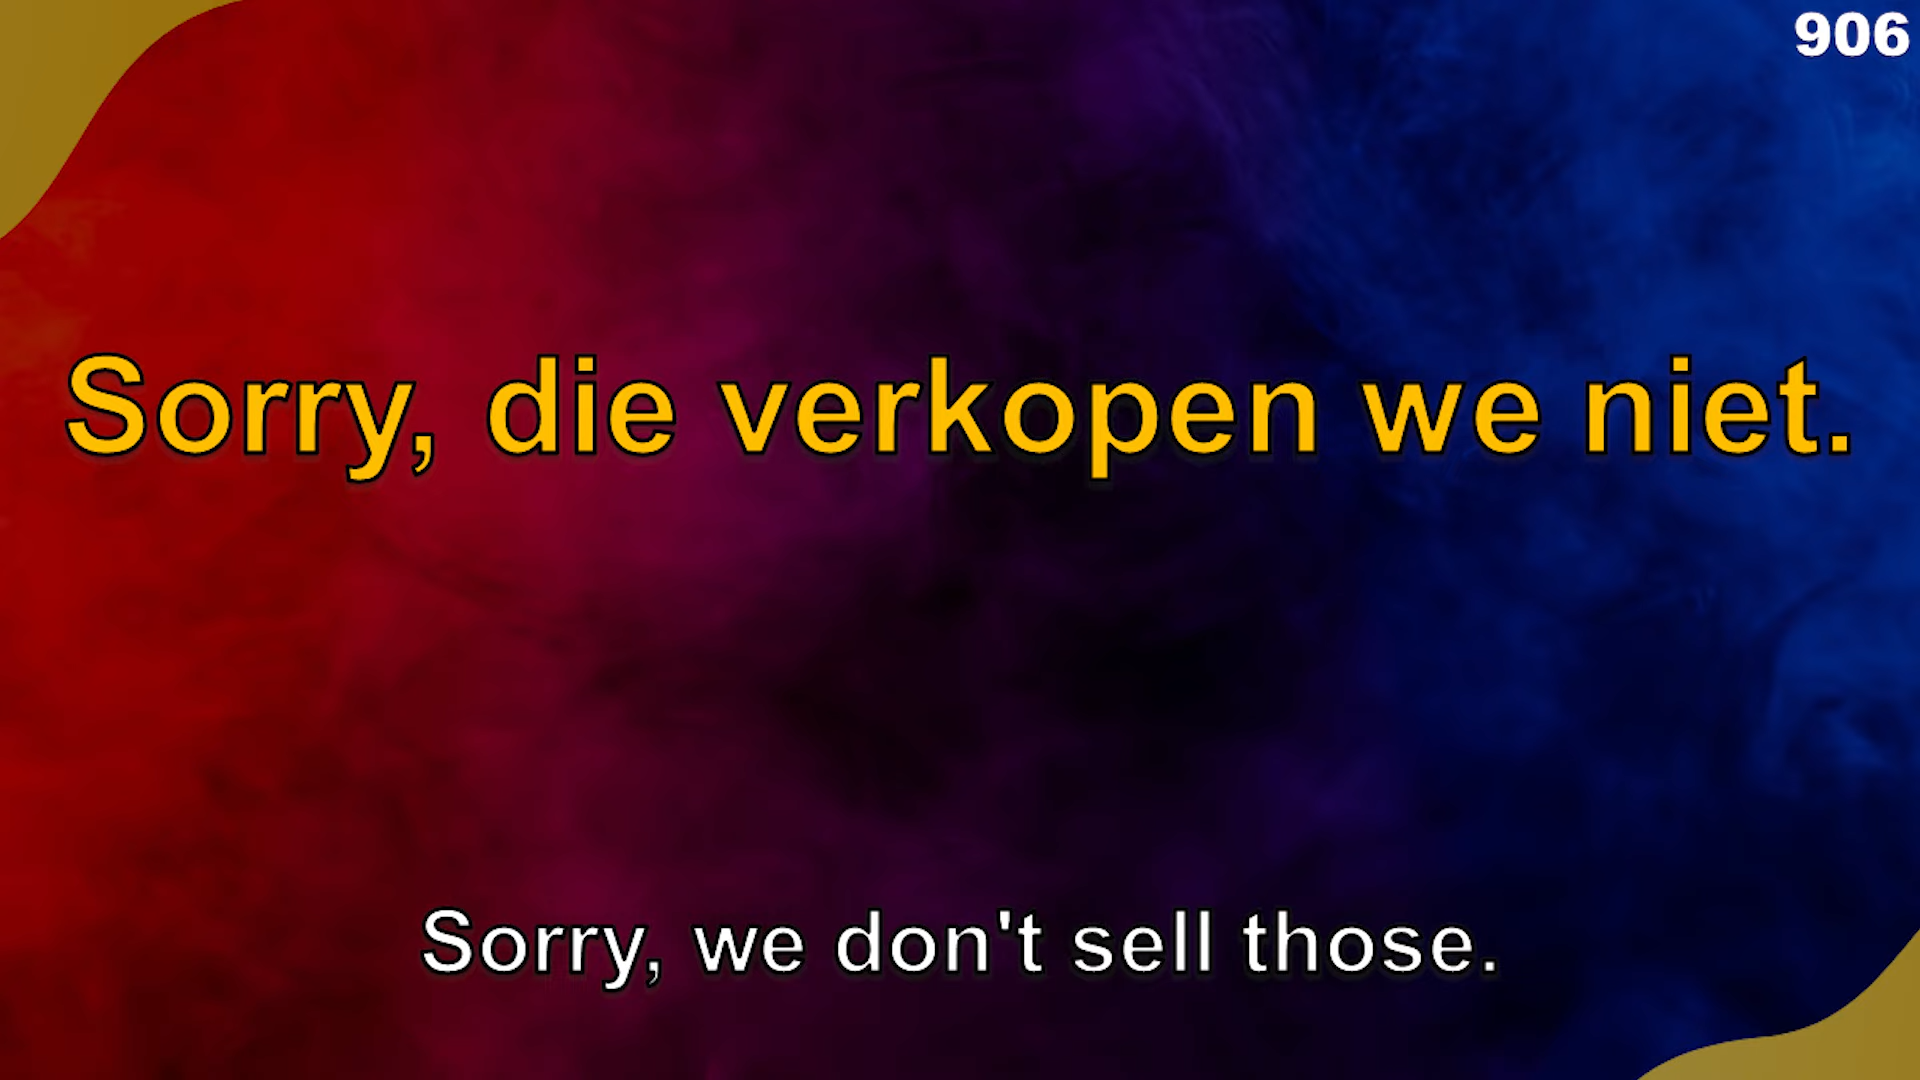 906
Sorry, die verkopen we niet.
Sorry, we don't sell those.